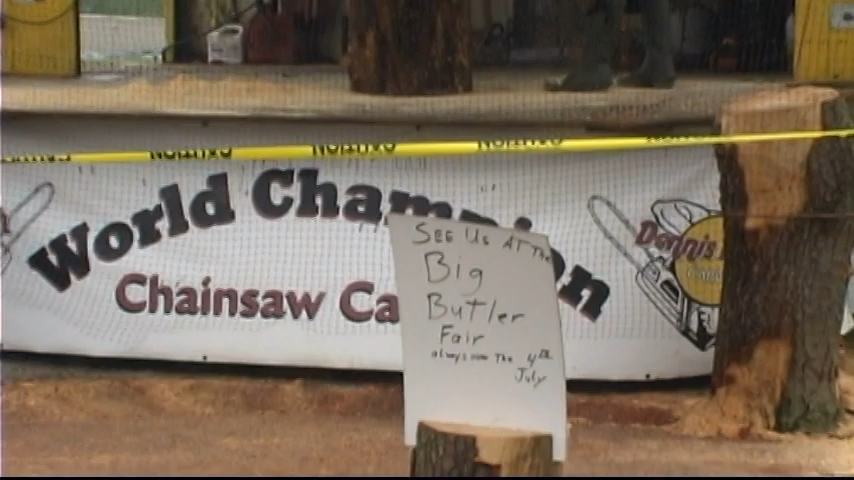 CAUTION CAUTION CAUTION
World Champion
Chainsaw Ca
Dennis
SEE Us AT The
Big
Butler
Fair
always over The 4th
July